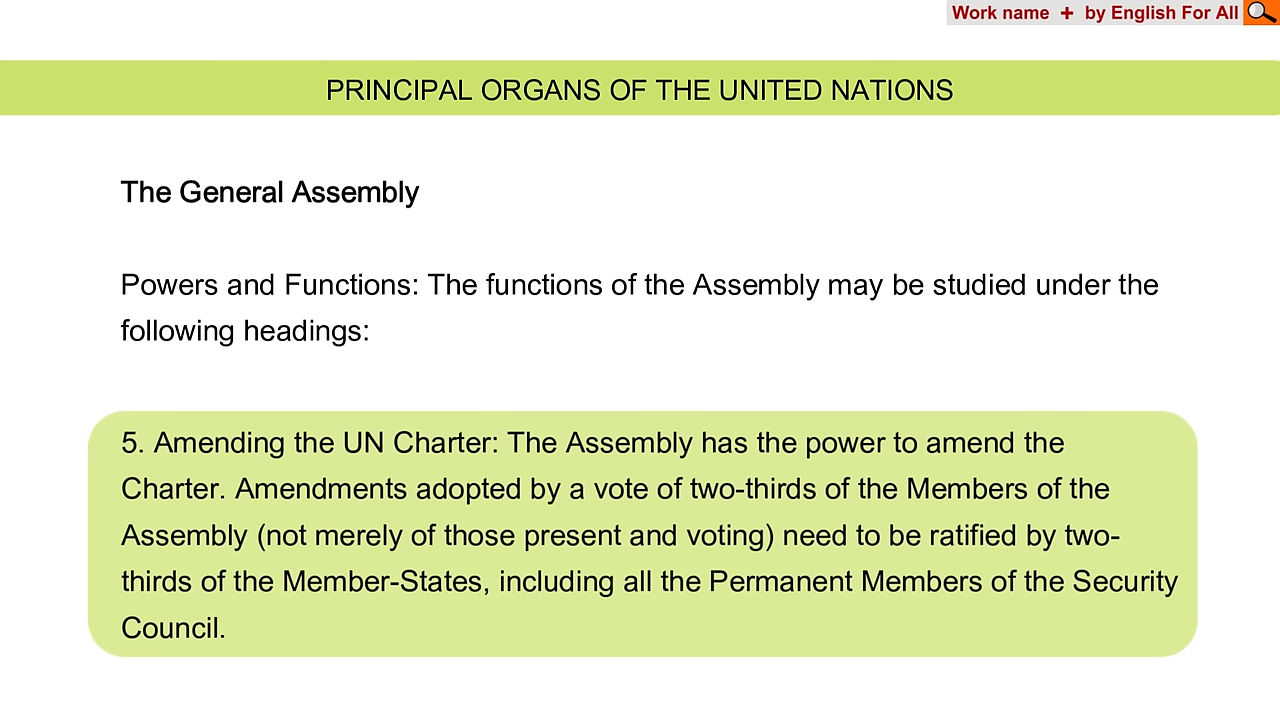 Work name + by English For All
PRINCIPAL ORGANS OF THE UNITED NATIONS
The General Assembly
Powers and Functions: The functions of the Assembly may be studied under the
following headings:
5. Amending the UN Charter: The Assembly has the power to amend the
Charter. Amendments adopted by a vote of two-thirds of the Members of the
Assembly (not merely of those present and voting) need to be ratified by two-
thirds of the Member-States, including all the Permanent Members of the Security
Council.